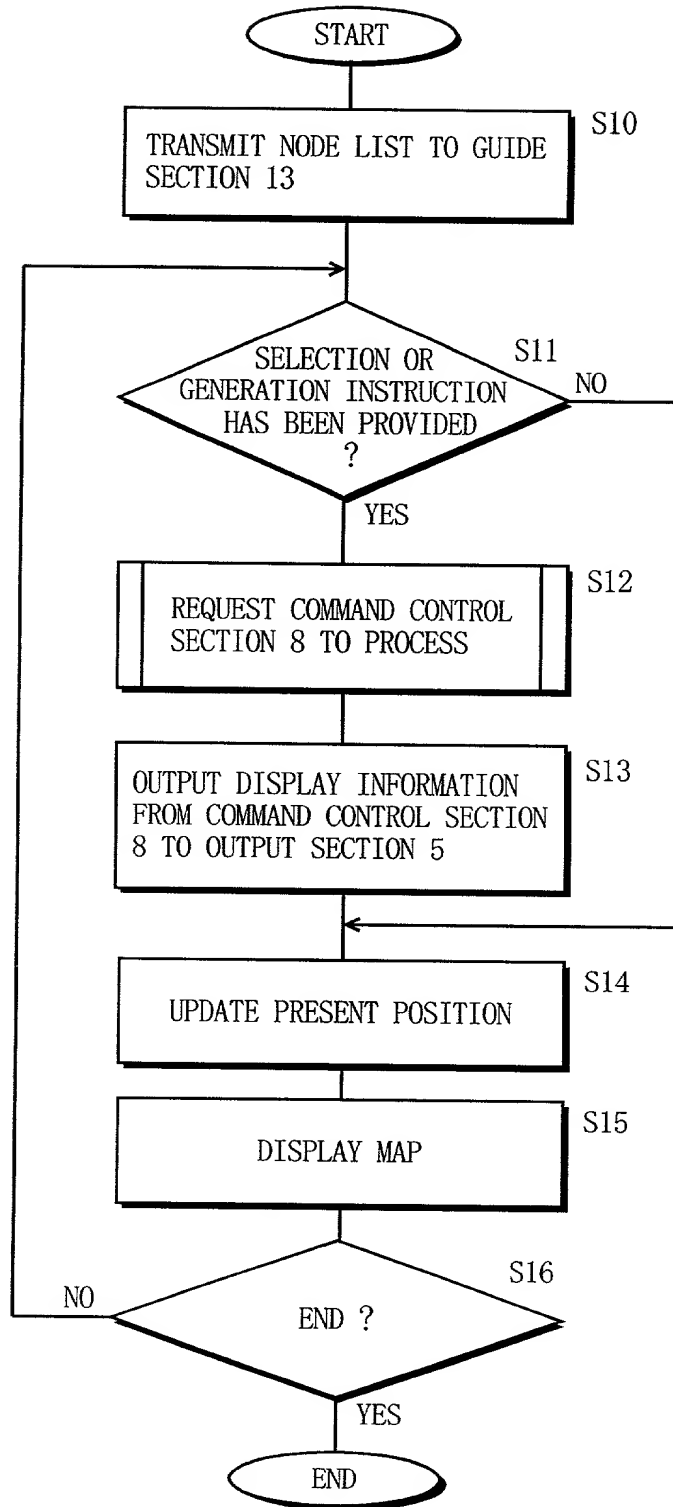 START
S10
TRANSMIT NODE LIST TO GUIDE
SECTION 13
S11
SELECTION OR
GENERATION INSTRUCTION
HAS BEEN PROVIDED
?
NO
YES
S12
REQUEST COMMAND CONTROL
SECTION 8 TO PROCESS
S13
OUTPUT DISPLAY INFORMATION
FROM COMMAND CONTROL SECTION
8 TO OUTPUT SECTION 5
S14
UPDATE PRESENT POSITION
S15
DISPLAY MAP
S16
NO
END ?
YES
END